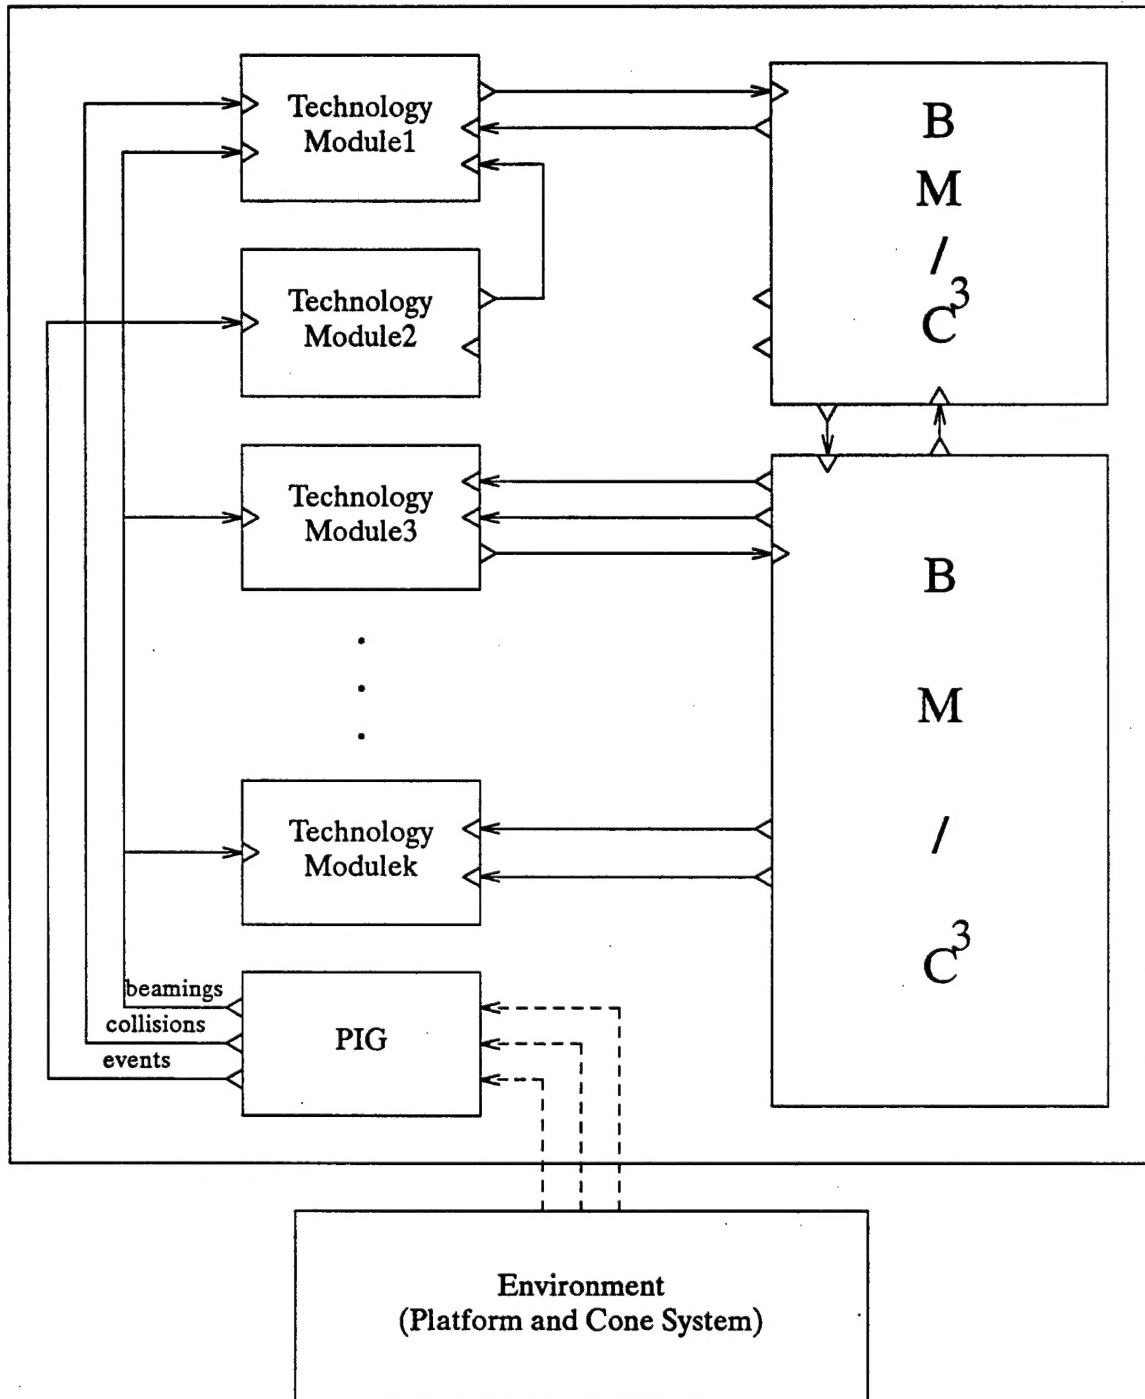 Technology
Module1
B
M
/
C³
Technology
Module2
Technology
Module3
B
M
/
C³
Technology
Modulek
beamings
collisions
events
PIG
Environment
(Platform and Cone System)